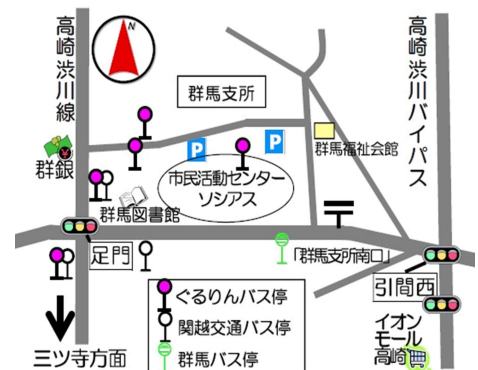 高崎渋川線
N
群馬支所
高崎渋川バイパス
P
P
群馬福祉会館
群銀
市民活動センター
ソシアス
群馬図書館
足門
「群馬支所南口」
引間西
ぐるりんバス停
関越交通バス停
群馬バス停
イオン
モール
高崎
三ツ寺方面